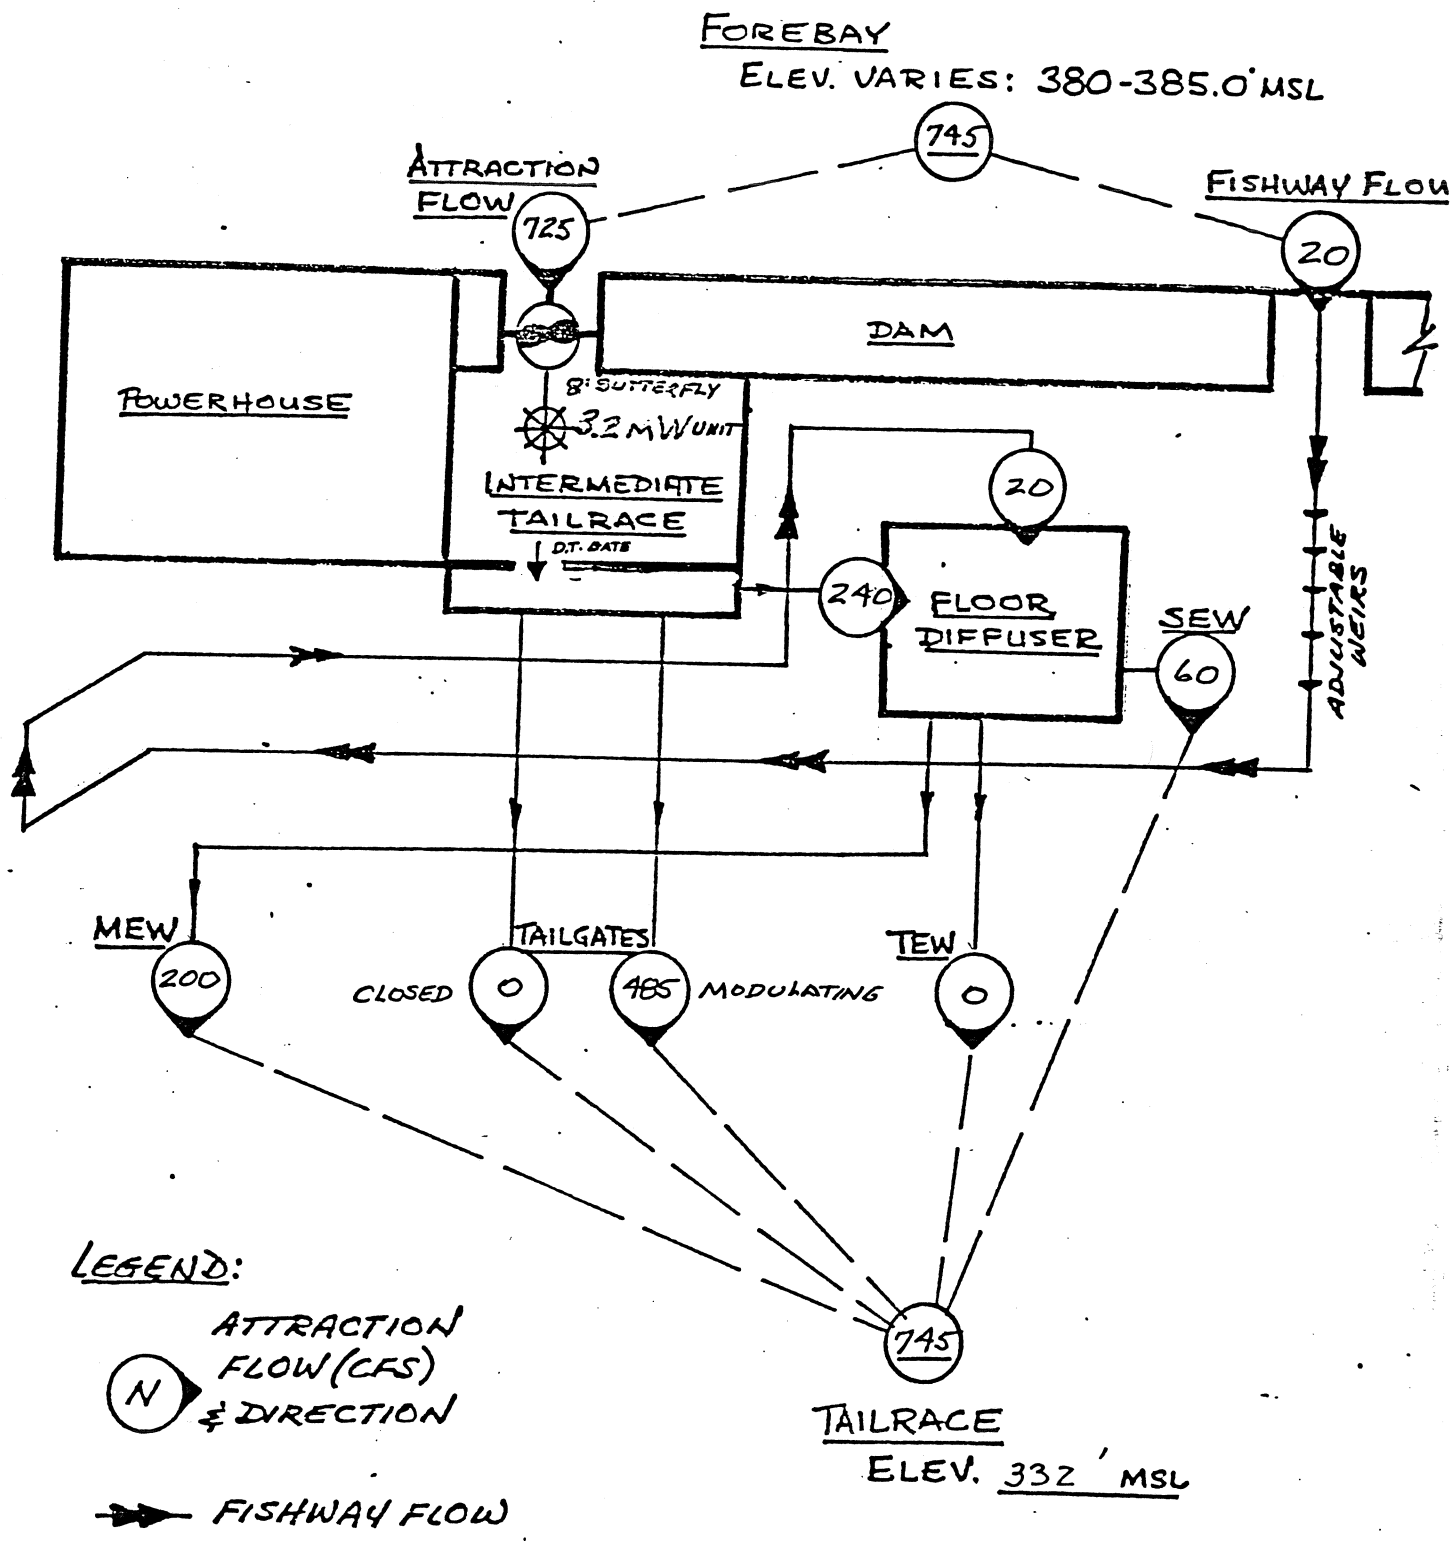 FOREBAY
ELEV. VARIES: 380-385.0' MSL
745
ATTRACTION
FLOW
725
FISHWAY FLOW
20
DAM
POWERHOUSE
8' BUTTERFLY
3.2 MW UNIT
INTERMEDIATE
TAILRACE
D.T. GATE
20
240
FLOOR
DIFFUSER
SEW
60
ADJUSTABLE
WEIRS
MEW
200
TAILGATES
CLOSED
0
485
MODULATING
TEW
0
LEGEND:
N
ATTRACTION
FLOW (CFS)
& DIRECTION
FISHWAY FLOW
745
TAILRACE
ELEV. 332' MSL